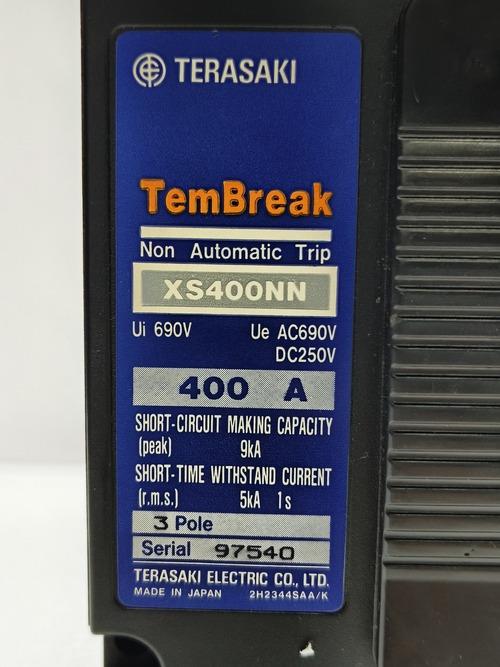 TERASAKI
TemBreak
Non Automatic Trip
XS400NN
Ui 690V Ue AC690V
DC250V
400 A
SHORT-CIRCUIT MAKING CAPACITY
(peak) 9kA
SHORT-TIME WITHSTAND CURRENT
(r.m.s.) 5kA 1s
3 Pole
Serial 97540
TERASAKI ELECTRIC CO., LTD.
MADE IN JAPAN 2H2344SAA/K